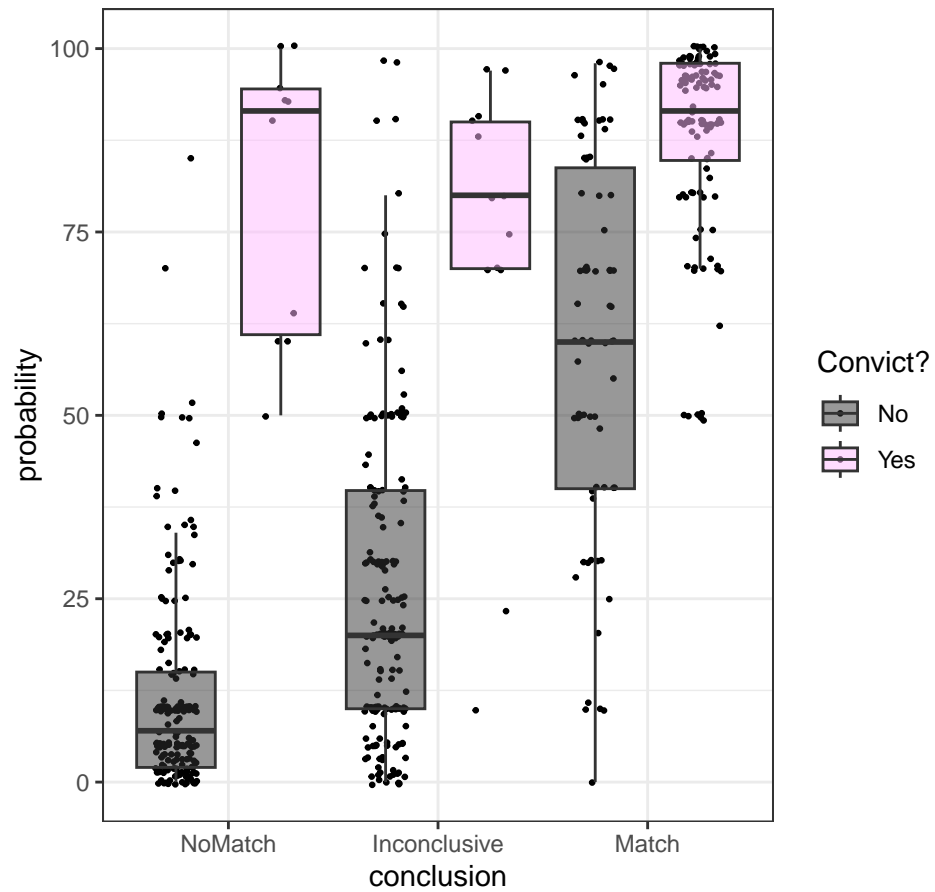 100
75
50
25
0
probability
NoMatch
Inconclusive
Match
conclusion
Convict?
No
Yes